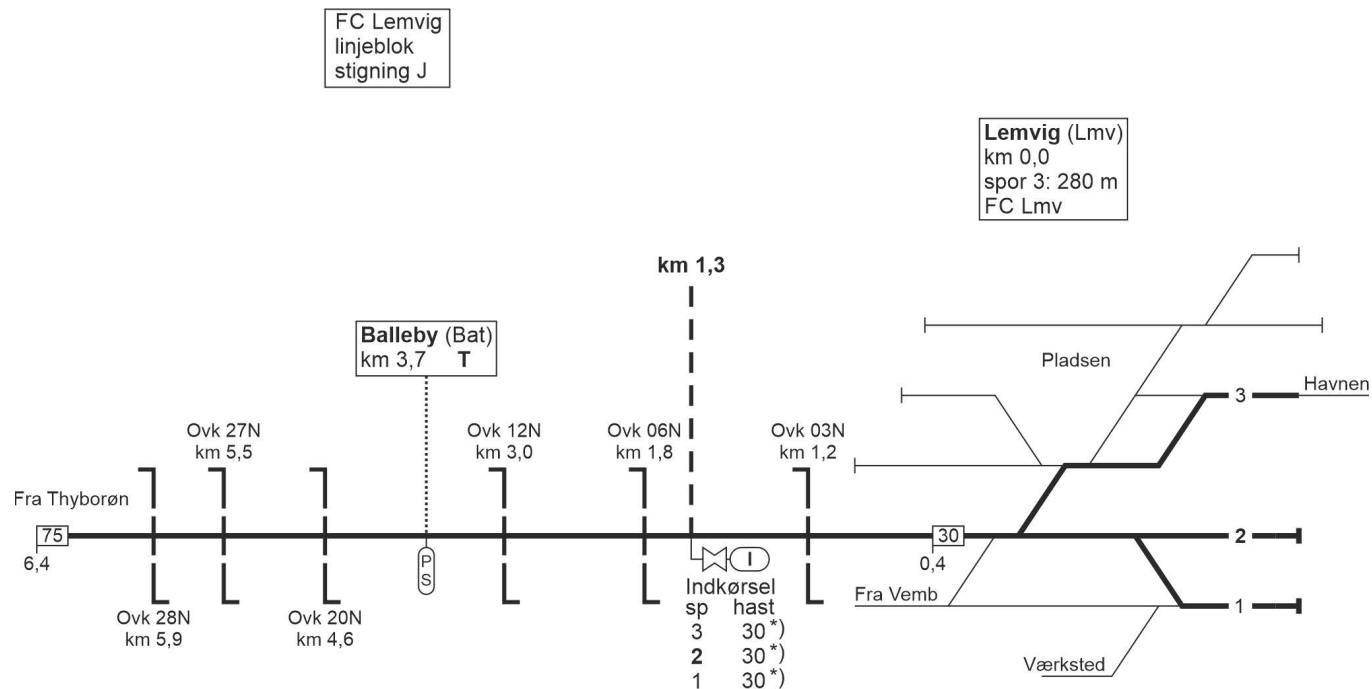 FC Lemvig
linjeblok
stigning J
Lemvig (Lmv)
km 0,0
spor 3: 280 m
FC Lmv
km 1,3
Balleby (Bat)
km 3,7 T
Pladsen
3
Havnen
Ovk 27N
km 5,5
Ovk 12N
km 3,0
Ovk 06N
km 1,8
Ovk 03N
km 1,2
Fra Thyborøn
75
6,4
30
0,4
2
P
S
I
Indkørsel
sp hast
3 30*)
2 30*)
1 30*)
Ovk 28N
km 5,9
Ovk 20N
km 4,6
Fra Vemb
1
Værksted